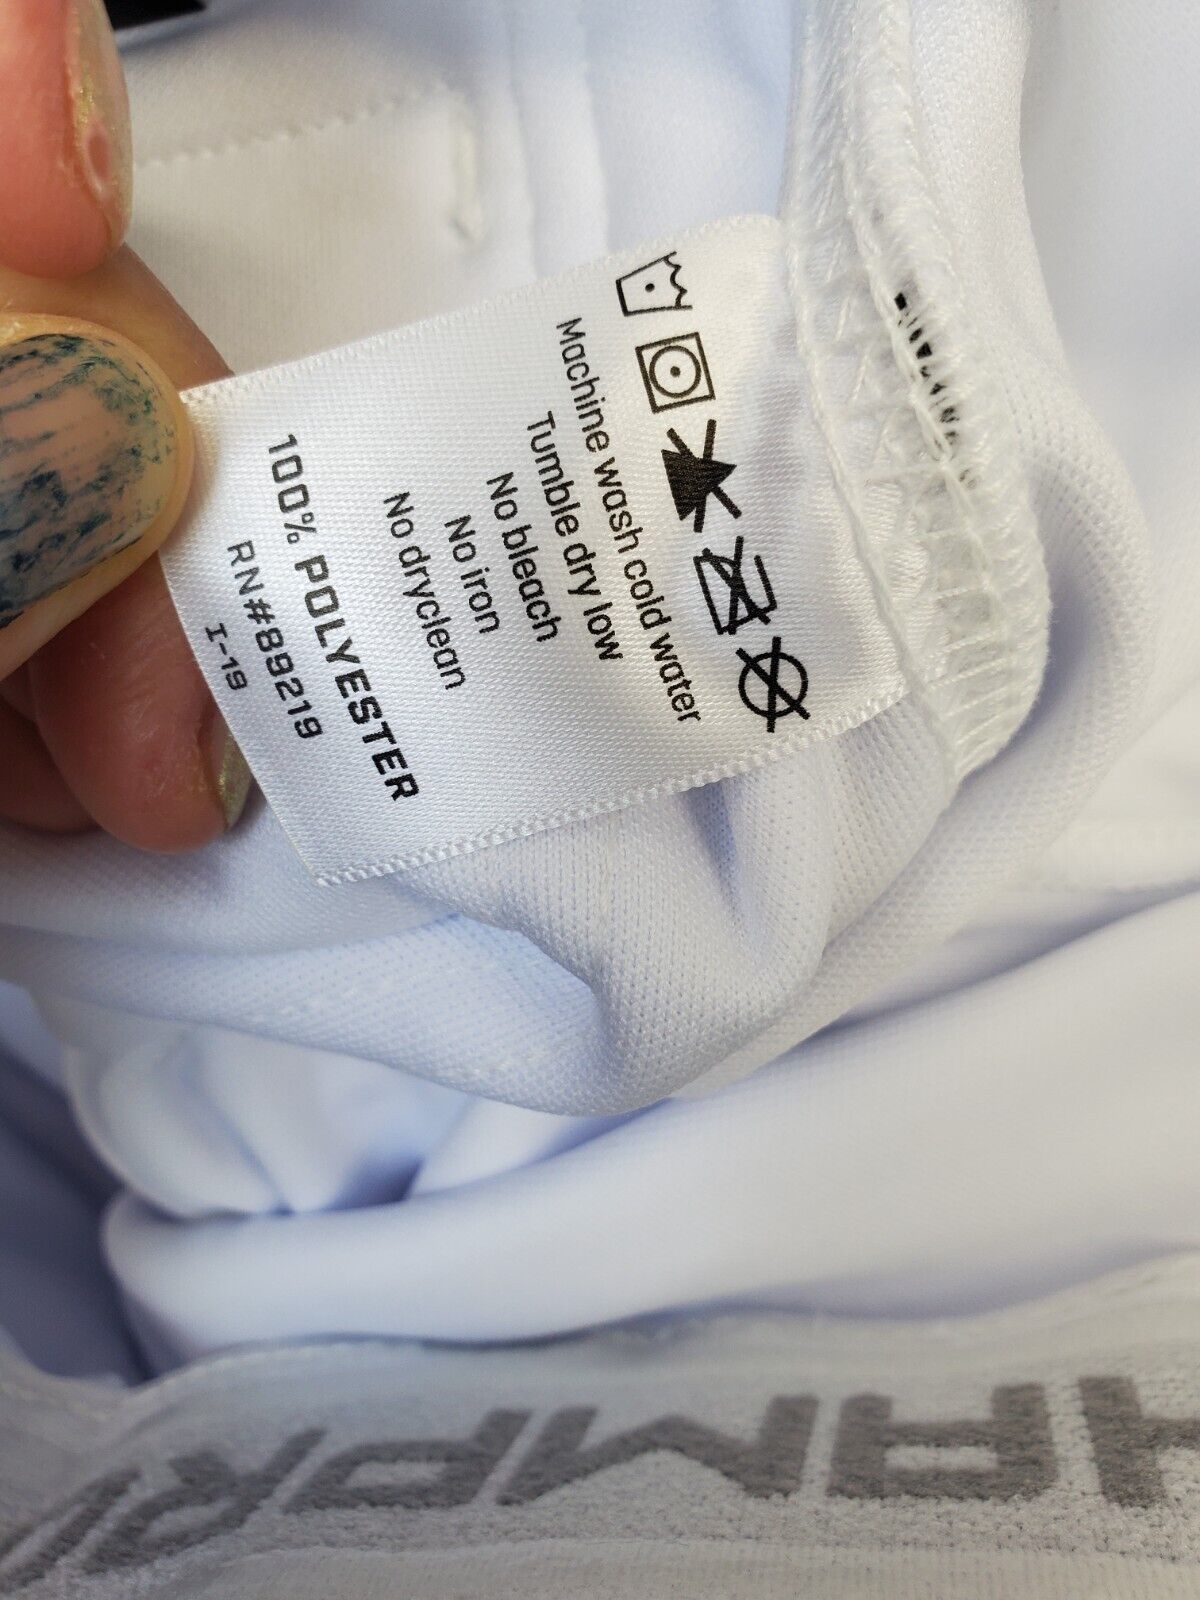 Machine wash cold water
Tumble dry low
No bleach
No iron
No dryclean
100% POLYESTER
RN#89219
I-19